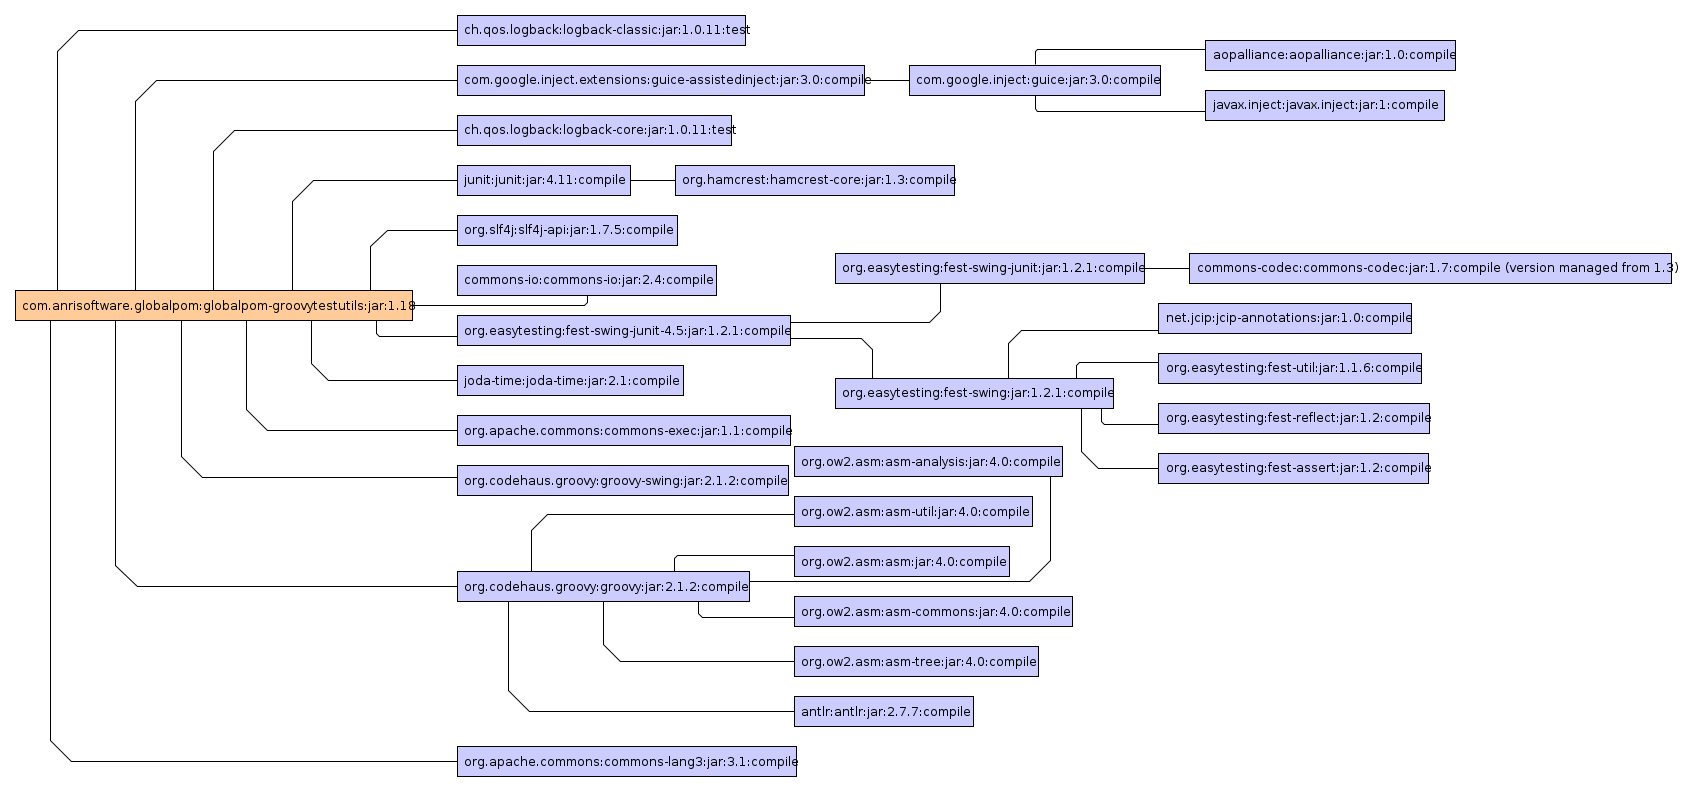 ch.qos.logback:logback-classic:jar:1.0.11:test
aopalliance:aopalliance:jar:1.0:compile
com.google.inject.extensions:guice-assistedinject:jar:3.0:compile
com.google.inject:guice:jar:3.0:compile
javax.inject:javax.inject:jar:1:compile
ch.qos.logback:logback-core:jar:1.0.11:test
junit:junit:jar:4.11:compile
org.hamcrest:hamcrest-core:jar:1.3:compile
org.slf4j:slf4j-api:jar:1.7.5:compile
org.easytesting:fest-swing-junit:jar:1.2.1:compile
commons-codec:commons-codec:jar:1.7:compile (version managed from 1.3)
commons-io:commons-io:jar:2.4:compile
com.anrisoftware.globalpom:globalpom-groovytestutils:jar:1.18
net.jcip:jcip-annotations:jar:1.0:compile
org.easytesting:fest-swing-junit-4.5:jar:1.2.1:compile
org.easytesting:fest-util:jar:1.1.6:compile
joda-time:joda-time:jar:2.1:compile
org.easytesting:fest-swing:jar:1.2.1:compile
org.easytesting:fest-reflect:jar:1.2:compile
org.apache.commons:commons-exec:jar:1.1:compile
org.ow2.asm:asm-analysis:jar:4.0:compile
org.easytesting:fest-assert:jar:1.2:compile
org.codehaus.groovy:groovy-swing:jar:2.1.2:compile
org.ow2.asm:asm-util:jar:4.0:compile
org.ow2.asm:asm:jar:4.0:compile
org.codehaus.groovy:groovy:jar:2.1.2:compile
org.ow2.asm:asm-commons:jar:4.0:compile
org.ow2.asm:asm-tree:jar:4.0:compile
antlr:antlr:jar:2.7.7:compile
org.apache.commons:commons-lang3:jar:3.1:compile